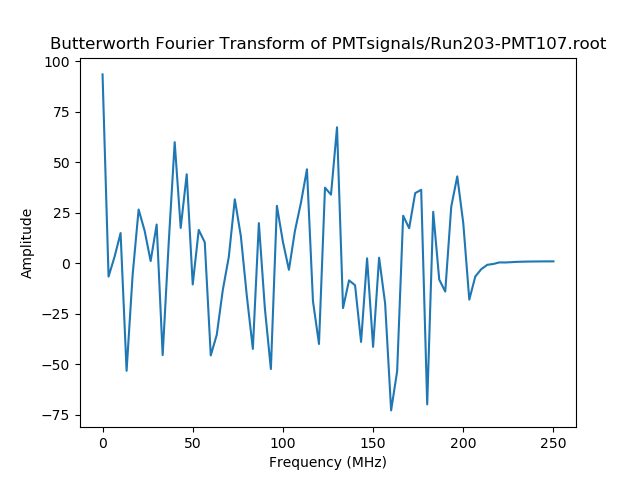 Butterworth Fourier Transform of PMTsignals/Run203-PMT107.root
100
75
50
25
0
−25
−50
−75
Amplitude
0 50 100 150 200 250
Frequency (MHz)